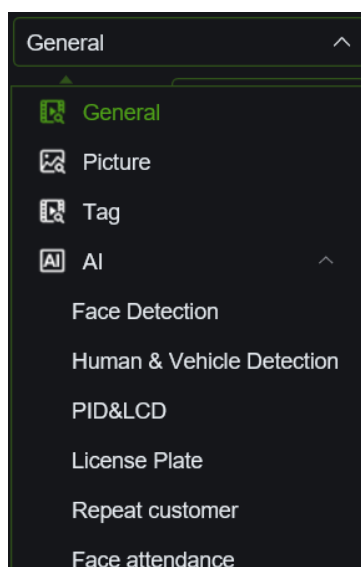 General
General
Picture
Tag
AI AI
Face Detection
Human & Vehicle Detection
PID&LCD
License Plate
Repeat customer
Face attendance